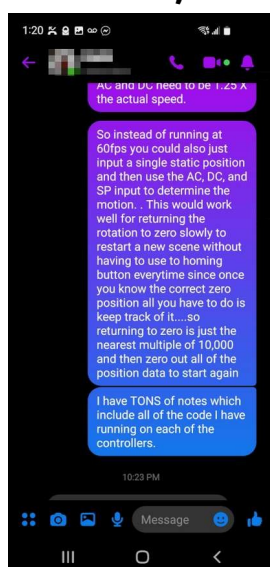 1:20
AC and DC need to be 1.25 X
the actual speed.
So instead of running at
60fps you could also just
input a single static position
and then use the AC, DC, and
SP input to determine the
motion. . This would work
well for returning the
rotation to zero slowly to
restart a new scene without
having to use to homing
button everytime since once
you know the correct zero
position all you have to do is
keep track of it....so
returning to zero is just the
nearest multiple of 10,000
and then zero out all of the
position data to start again
I have TONS of notes which
include all of the code I have
running on each of the
controllers.
10:23 PM
Message